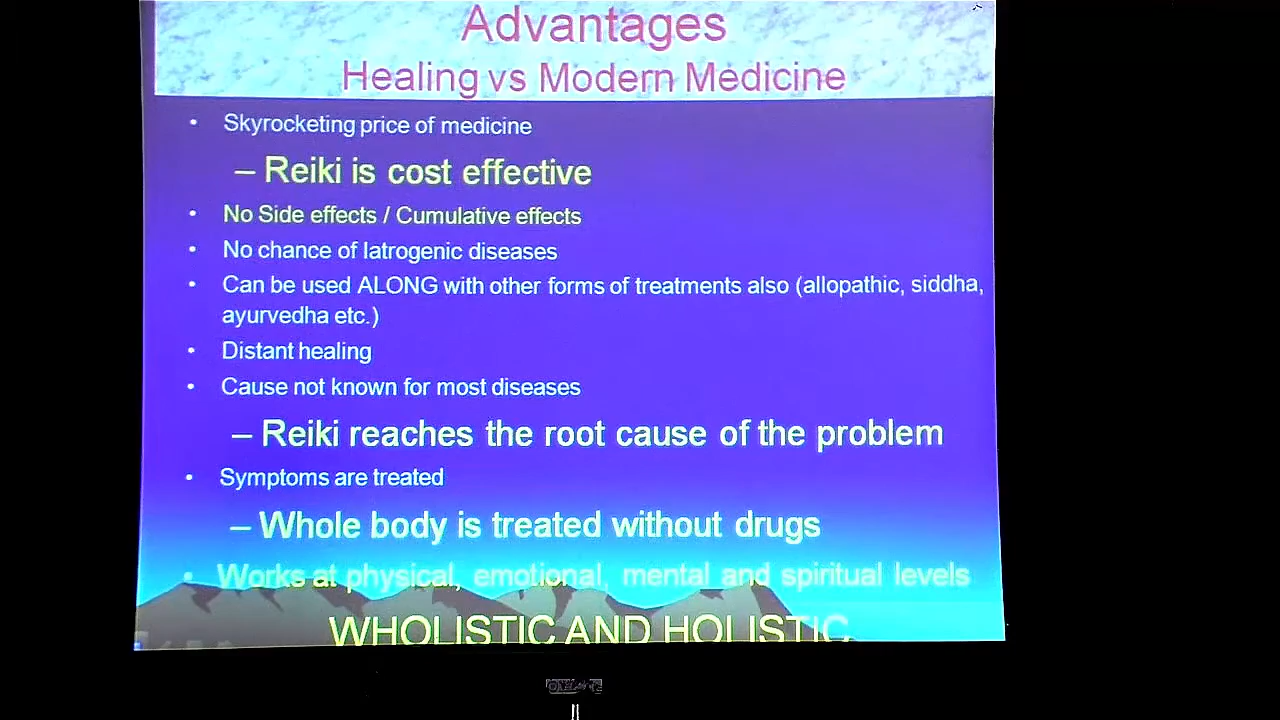 Advantages
Healing vs Modern Medicine
• Skyrocketing price of medicine
– Reiki is cost effective
• No Side effects / Cumulative effects
• No chance of Iatrogenic diseases
• Can be used ALONG with other forms of treatments also (allopathic, siddha,
ayurvedha etc.)
• Distant healing
• Cause not known for most diseases
– Reiki reaches the root cause of the problem
• Symptoms are treated
– Whole body is treated without drugs
• Works at physical, emotional, mental and spiritual levels
WHOLISTIC AND HOLISTIC